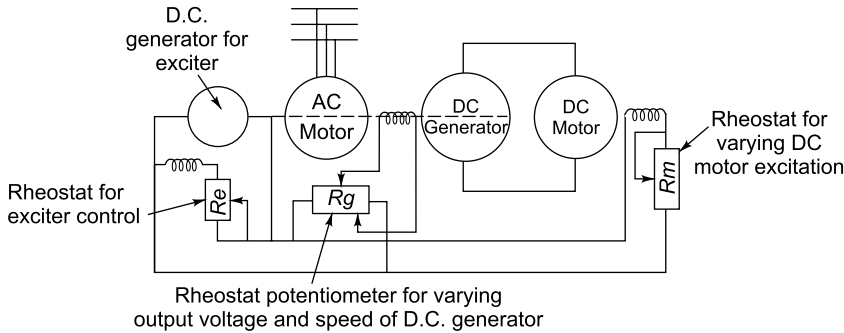 D.C.
generator for
exciter
AC
Motor
DC
Generator
DC
Motor
Rheostat for
varying DC
motor excitation
Rheostat for
exciter control
Re
Rg
Rm
Rheostat potentiometer for varying
output voltage and speed of D.C. generator